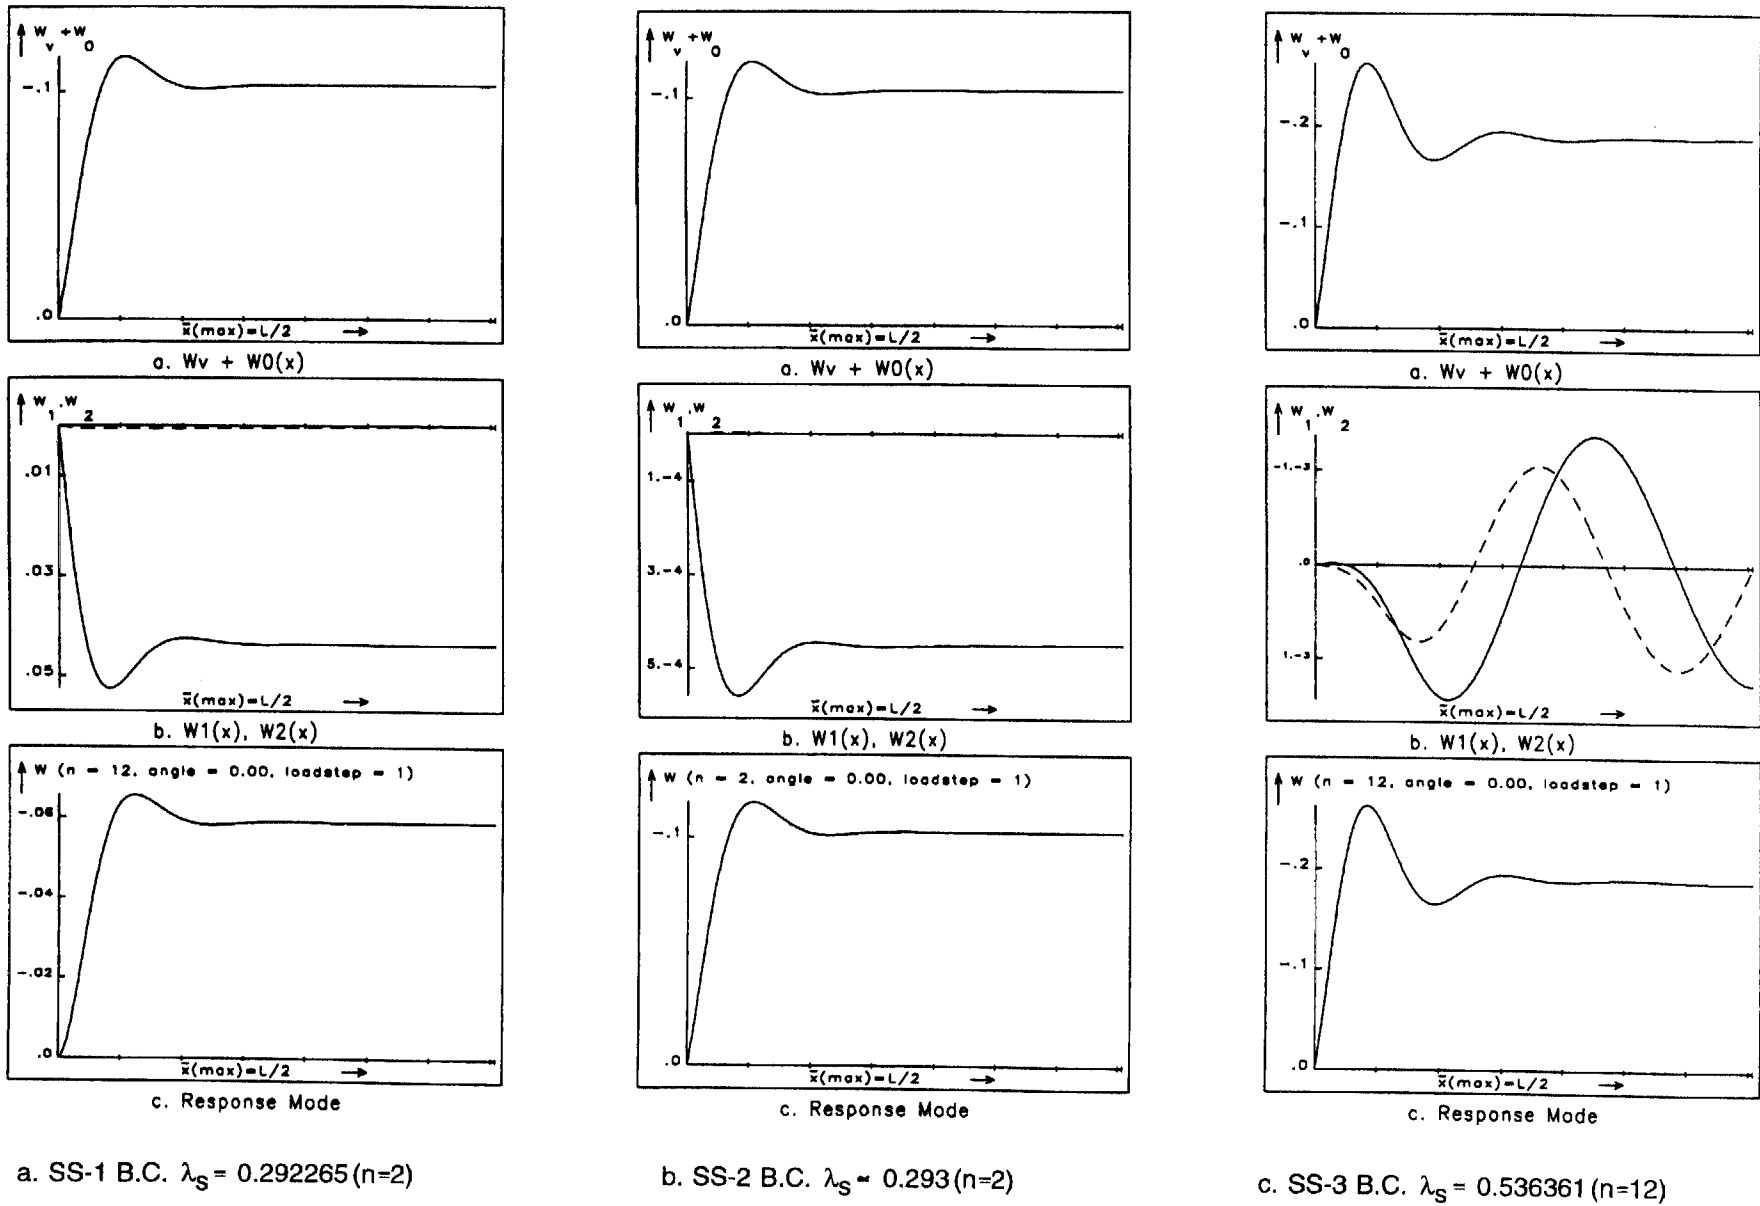 W_v +W_0
-.1
.0
x̄(max)=L/2
a. Wv + W0(x)
W_1,W_2
.01
.03
.05
x̄(max)=L/2
b. W1(x), W2(x)
W (n = 12, angle = 0.00, loadstep = 1)
-.06
-.04
-.02
.0
x̄(max)=L/2
c. Response Mode
a. SS-1 B.C. λ_S = 0.292265 (n=2)
W_v +W_0
-.1
.0
x̄(max)=L/2
a. Wv + W0(x)
W_1,W_2
1.-4
3.-4
5.-4
x̄(max)=L/2
b. W1(x), W2(x)
W (n = 2, angle = 0.00, loadstep = 1)
-.1
.0
x̄(max)=L/2
c. Response Mode
b. SS-2 B.C. λ_S = 0.293 (n=2)
W_v +W_0
-.2
-.1
.0
x̄(max)=L/2
a. Wv + W0(x)
W_1,W_2
-1.-3
.0
1.-3
x̄(max)=L/2
b. W1(x), W2(x)
W (n = 12, angle = 0.00, loadstep = 1)
-.2
-.1
.0
x̄(max)=L/2
c. Response Mode
c. SS-3 B.C. λ_S = 0.536361 (n=12)